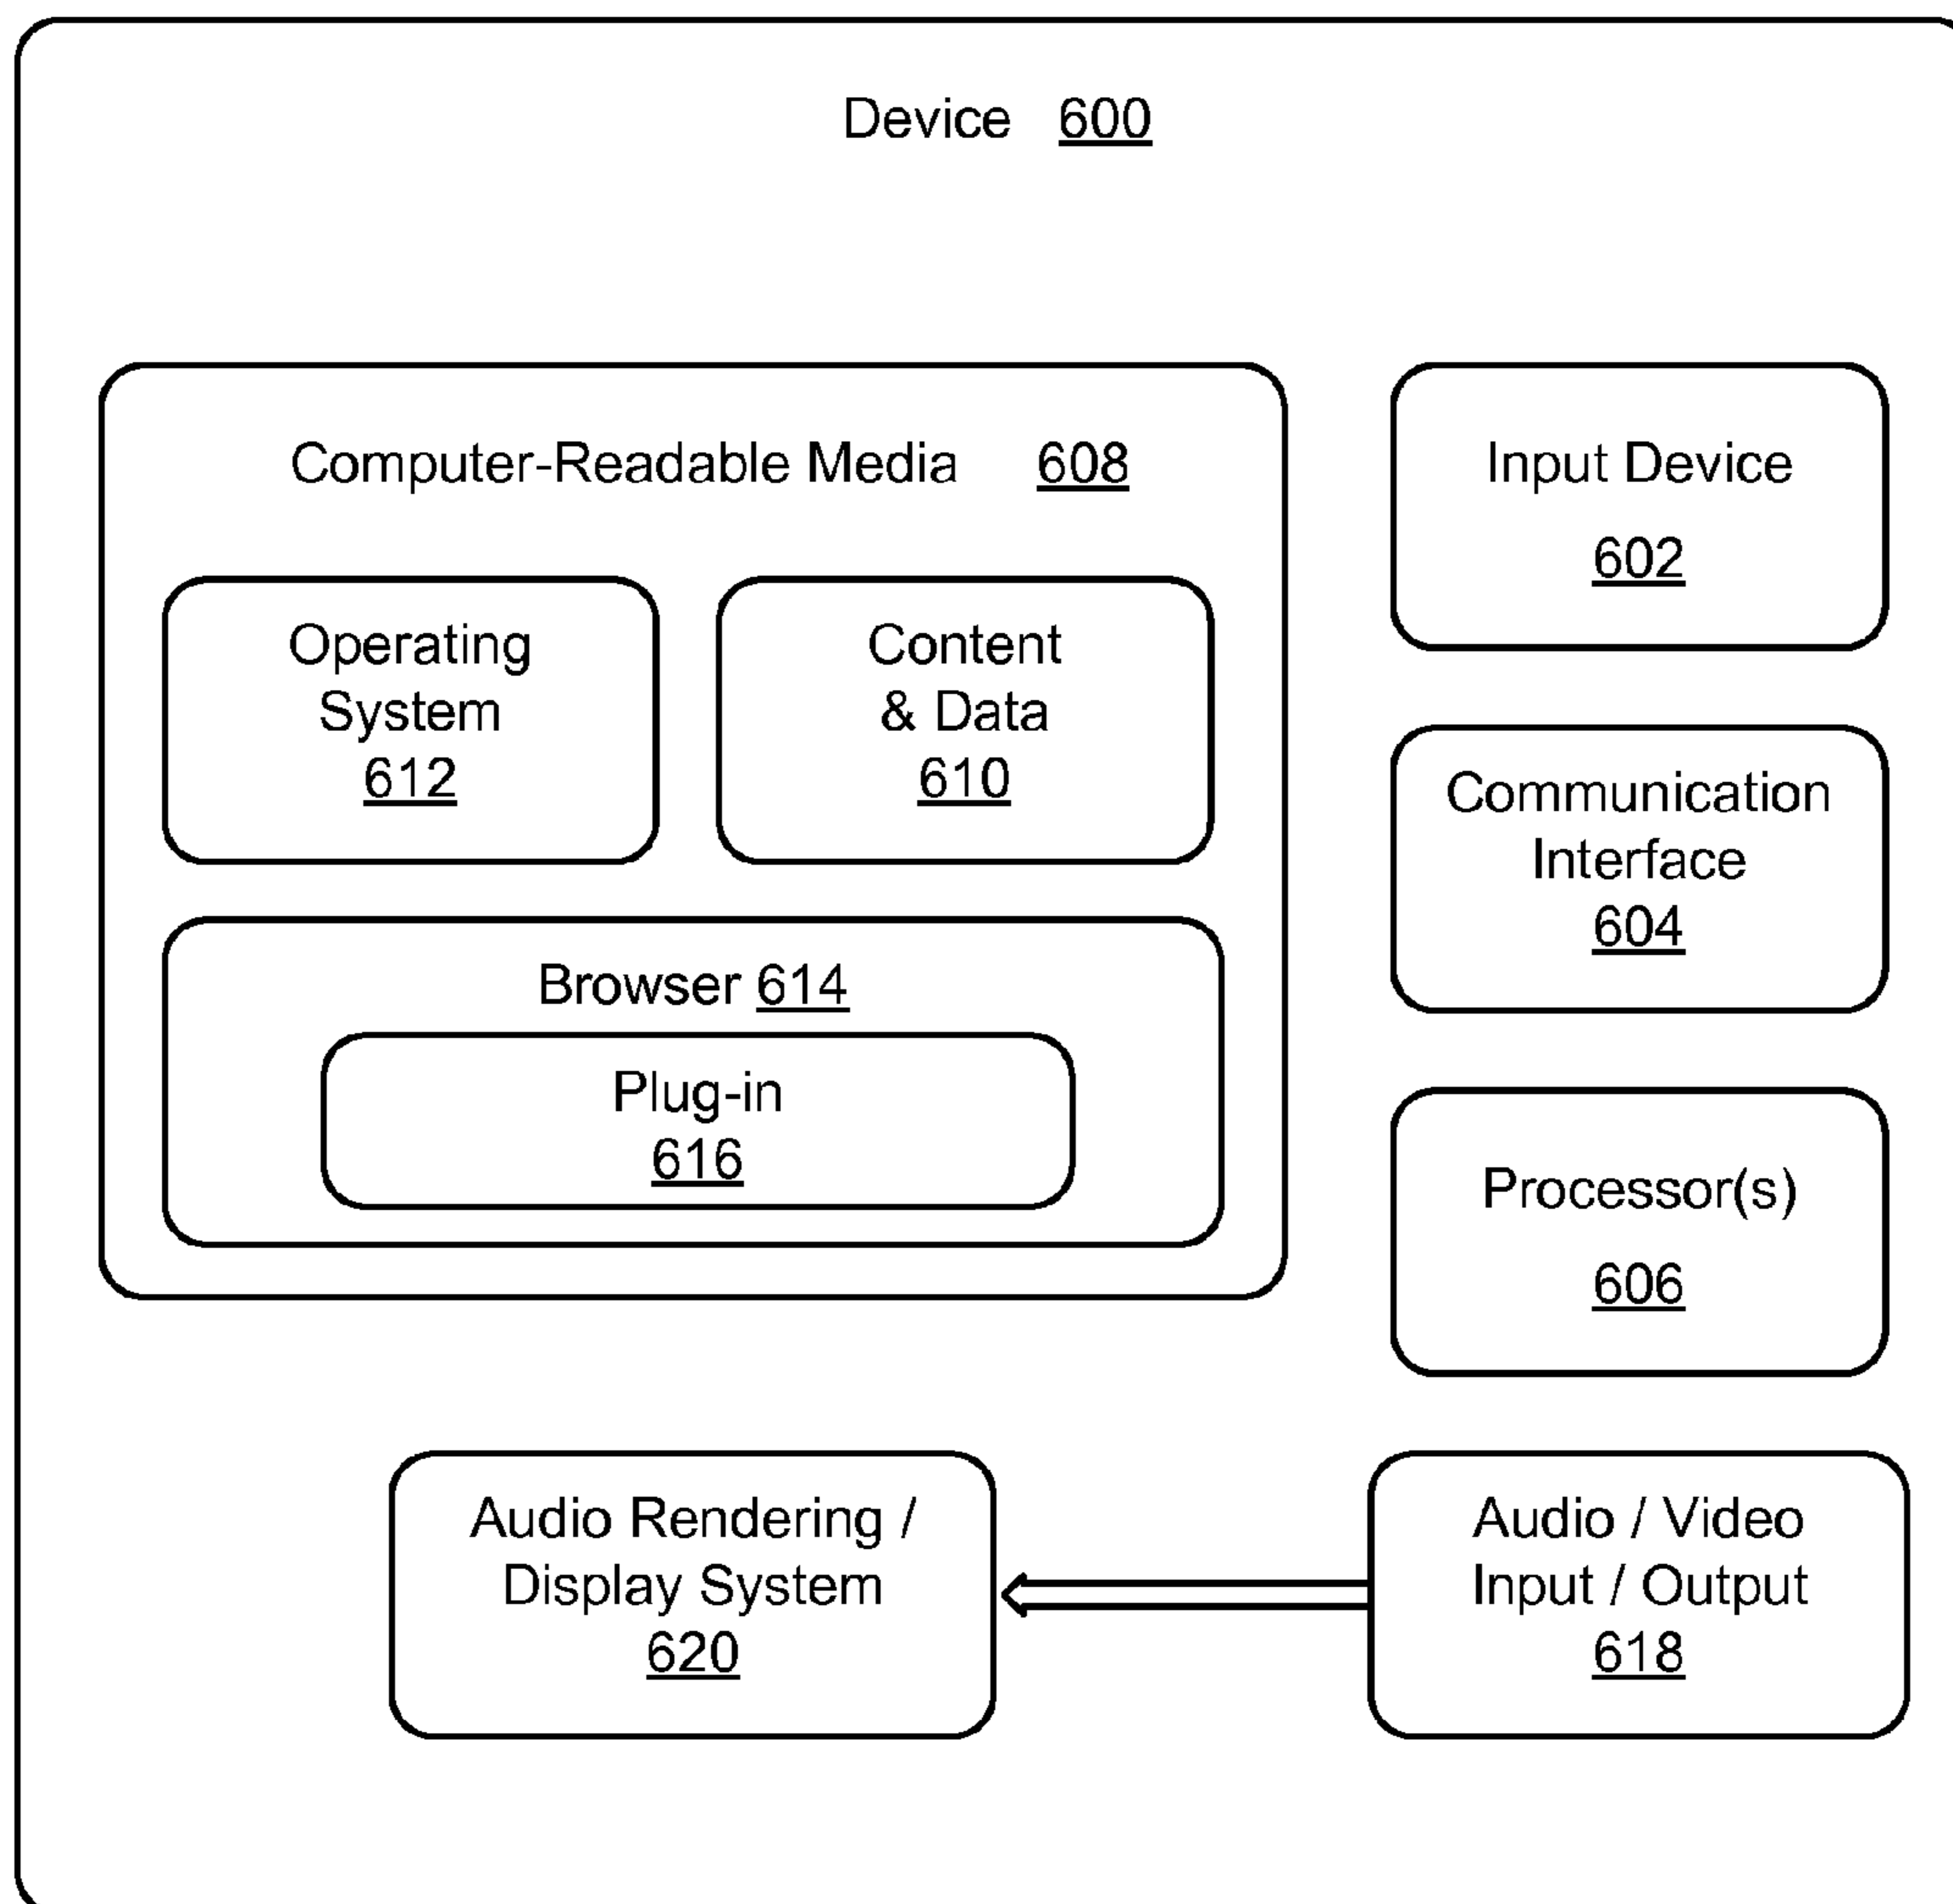 Device 600
Computer-Readable Media 608
Operating
System
612
Content
& Data
610
Browser 614
Plug-in
616
Input Device
602
Communication
Interface
604
Processor(s)
606
Audio Rendering /
Display System
620
Audio / Video
Input / Output
618